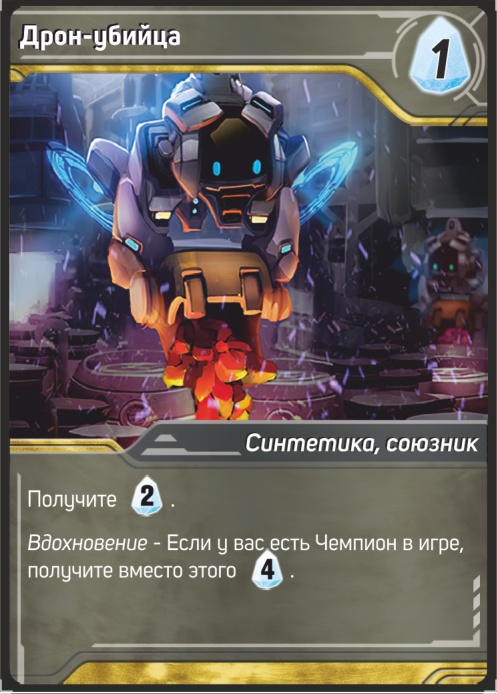 Дрон-убийца
1
Синтетика, союзник
Получите 2 .
Вдохновение - Если у вас есть Чемпион в игре,
получите вместо этого 4 .